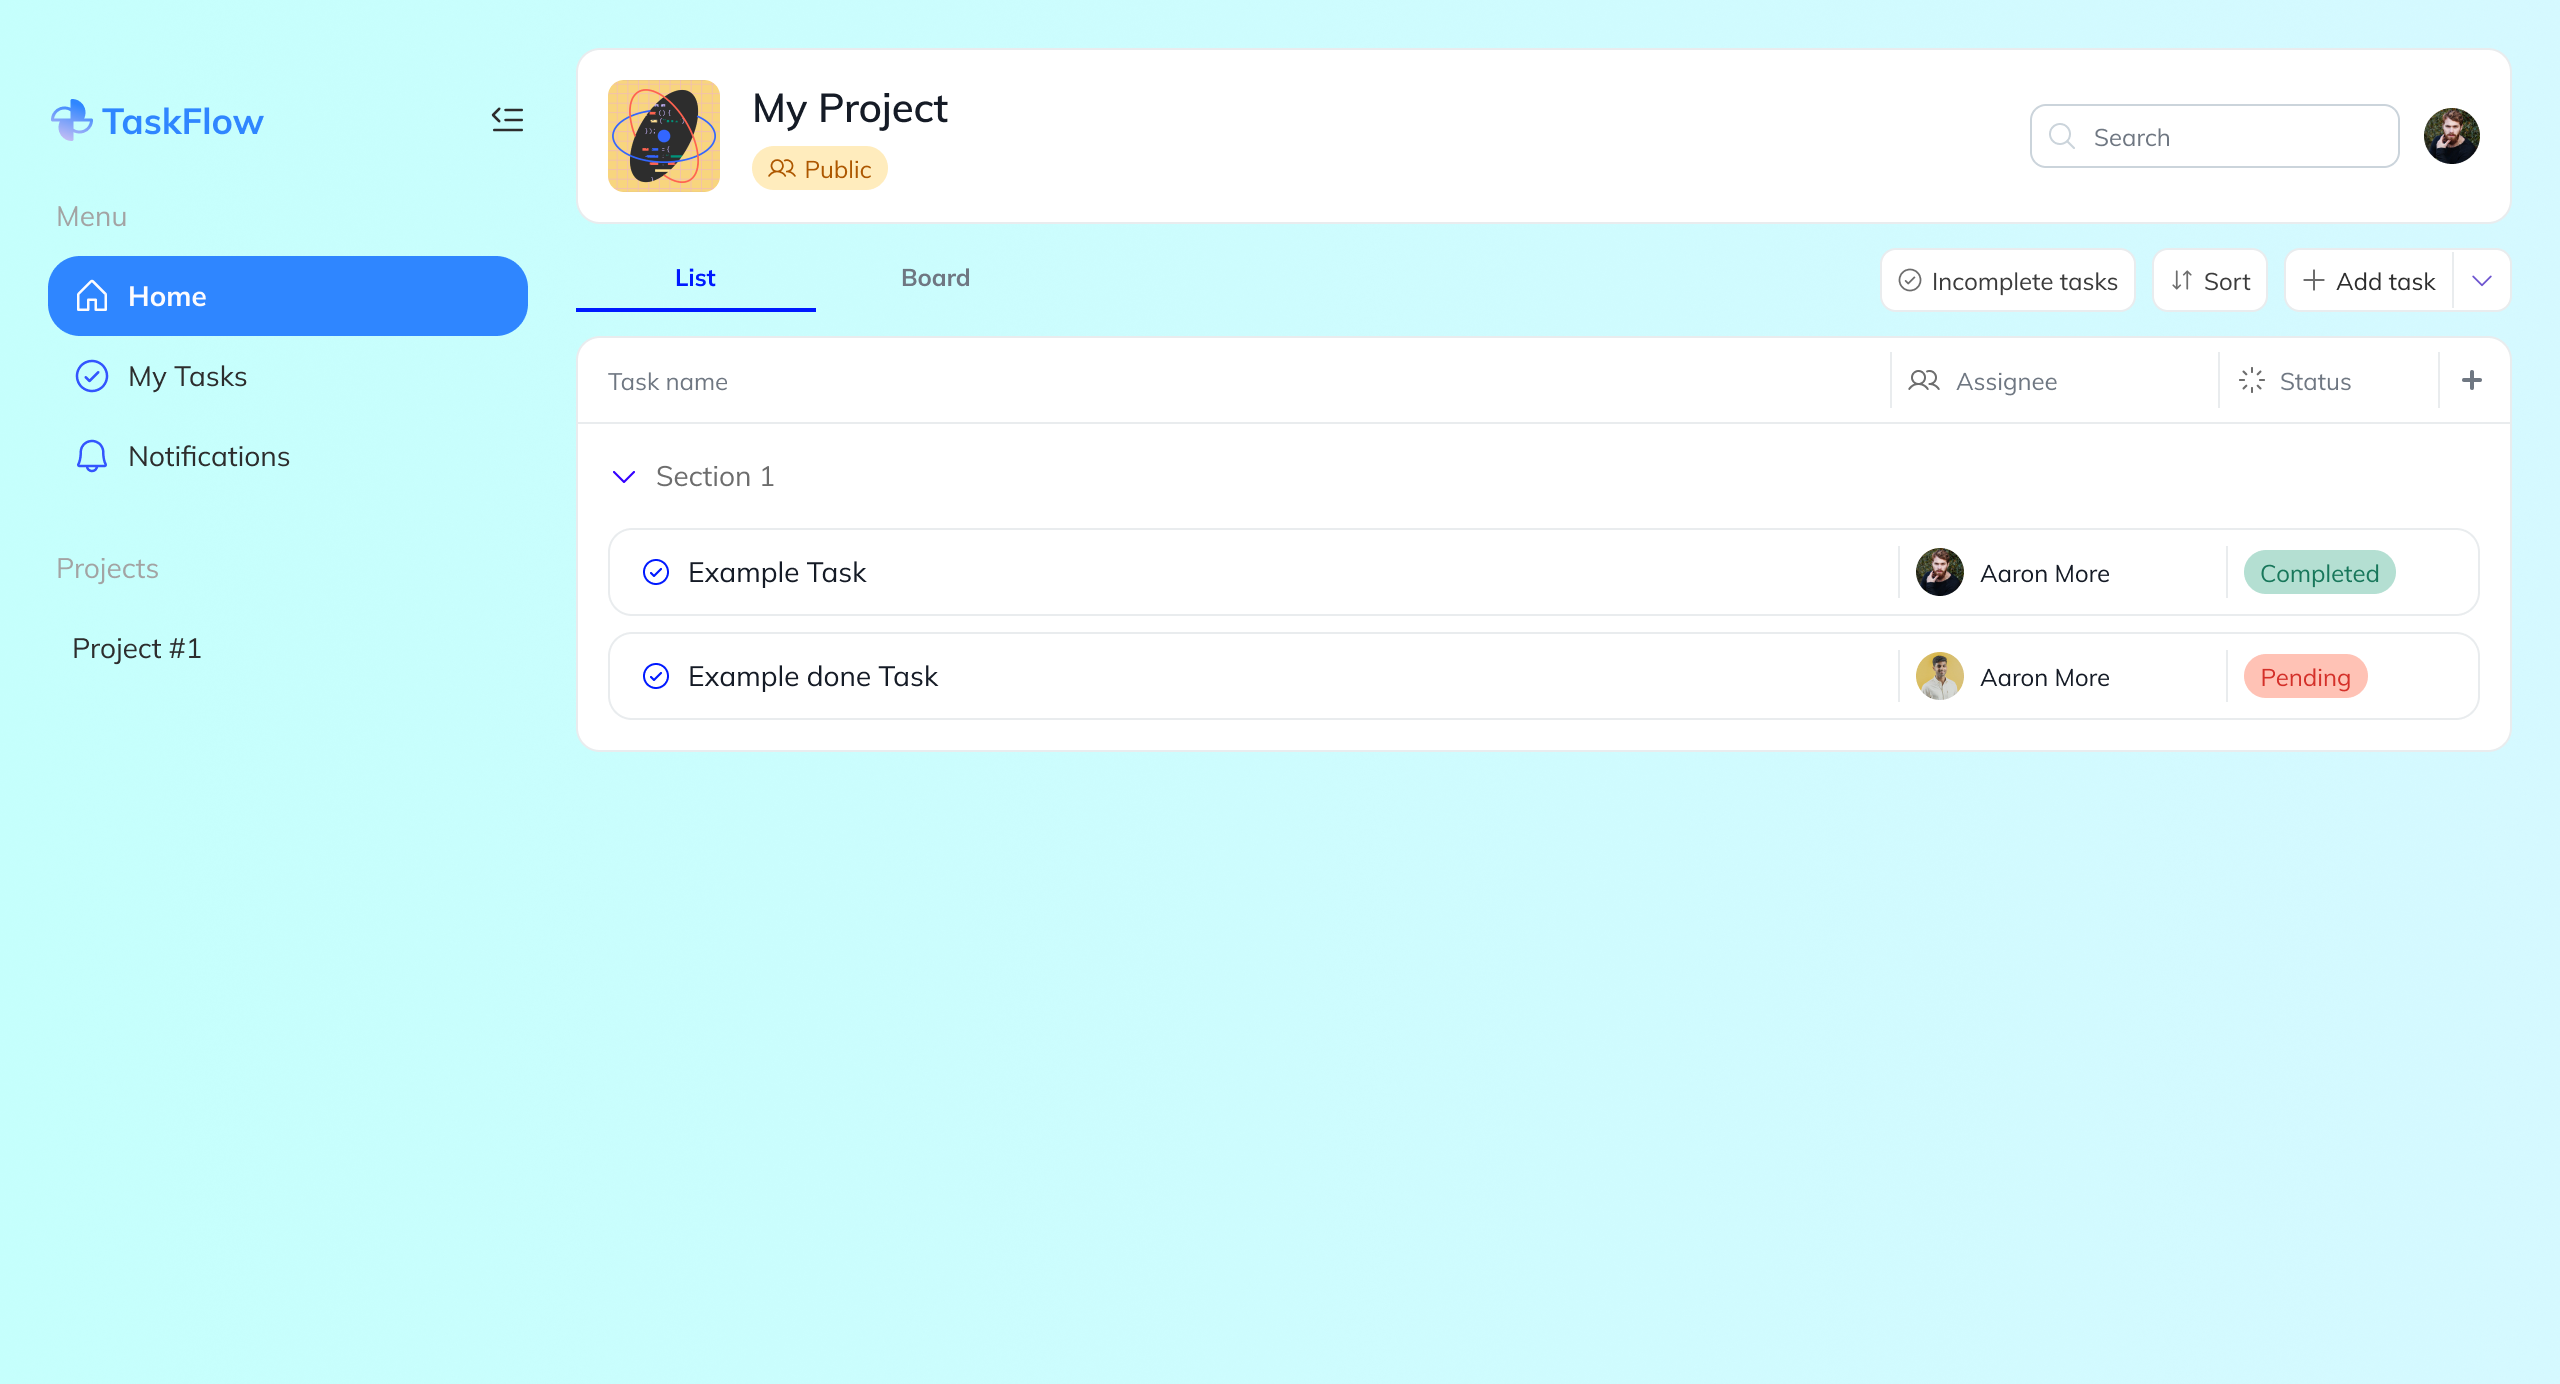 TaskFlow
Menu
Home
My Tasks
Notifications
Projects
Project #1
My Project
Public
Search
List
Board
Incomplete tasks
Sort
Add task
Task name
Assignee
Status
Section 1
Example Task
Aaron More
Completed
Example done Task
Aaron More
Pending